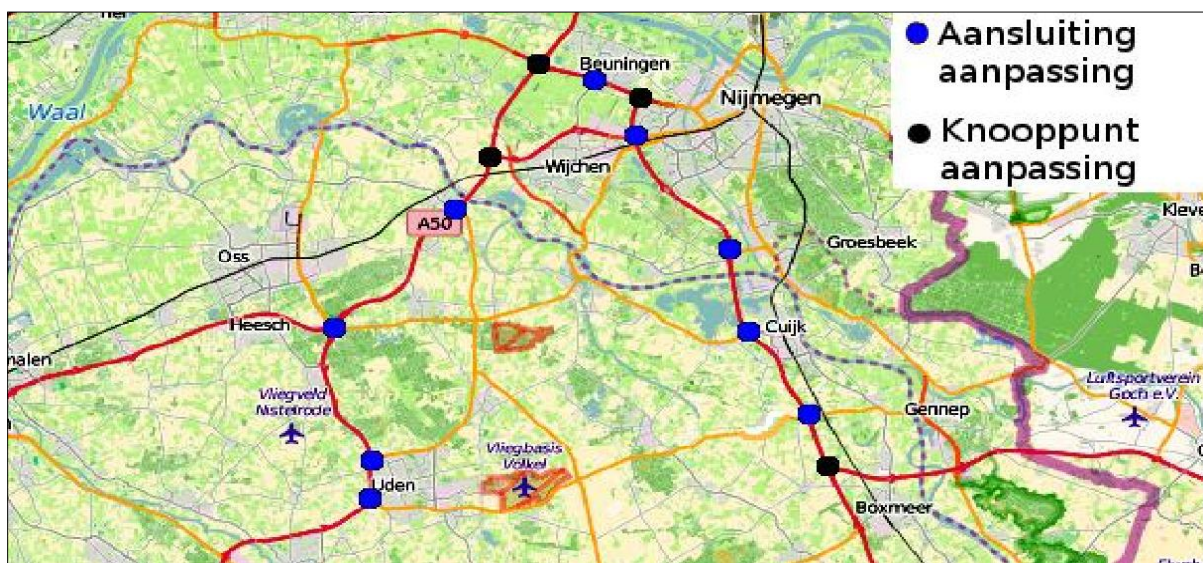 Aansluiting
aanpassing
Knooppunt
aanpassing
Beuningen
Nijmegen
Waal
Wijchen
Kleve
A50
Groesbeek
Oss
Heesch
Cuijk
malen
Vliegveld
Nistelrode
Luftsportverein
Goch e.V.
Gennep
Vliegbasis
Volkel
Uden
Boxmeer